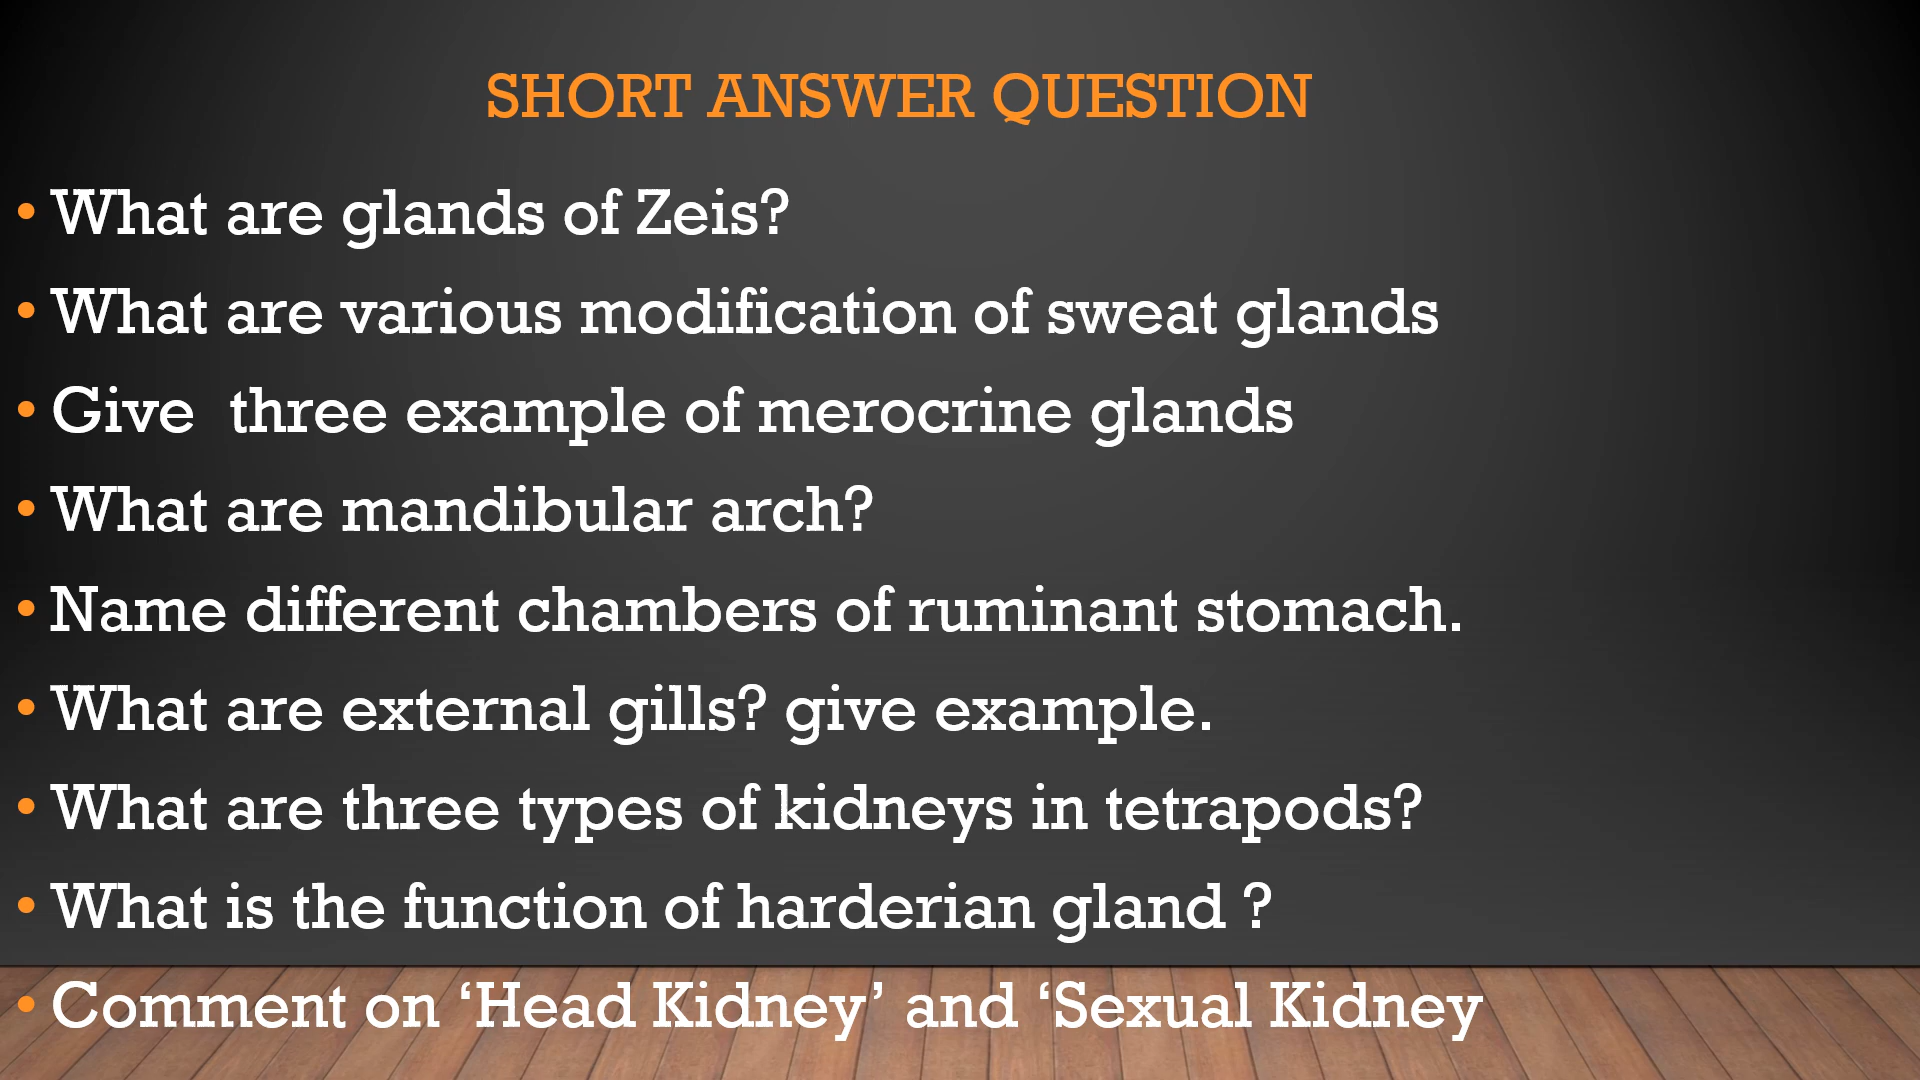 SHORT ANSWER QUESTION
• What are glands of Zeis?
• What are various modification of sweat glands
• Give  three example of merocrine glands
• What are mandibular arch?
• Name different chambers of ruminant stomach.
• What are external gills? give example.
• What are three types of kidneys in tetrapods?
• What is the function of harderian gland ?
• Comment on ‘Head Kidney’ and ‘Sexual Kidney